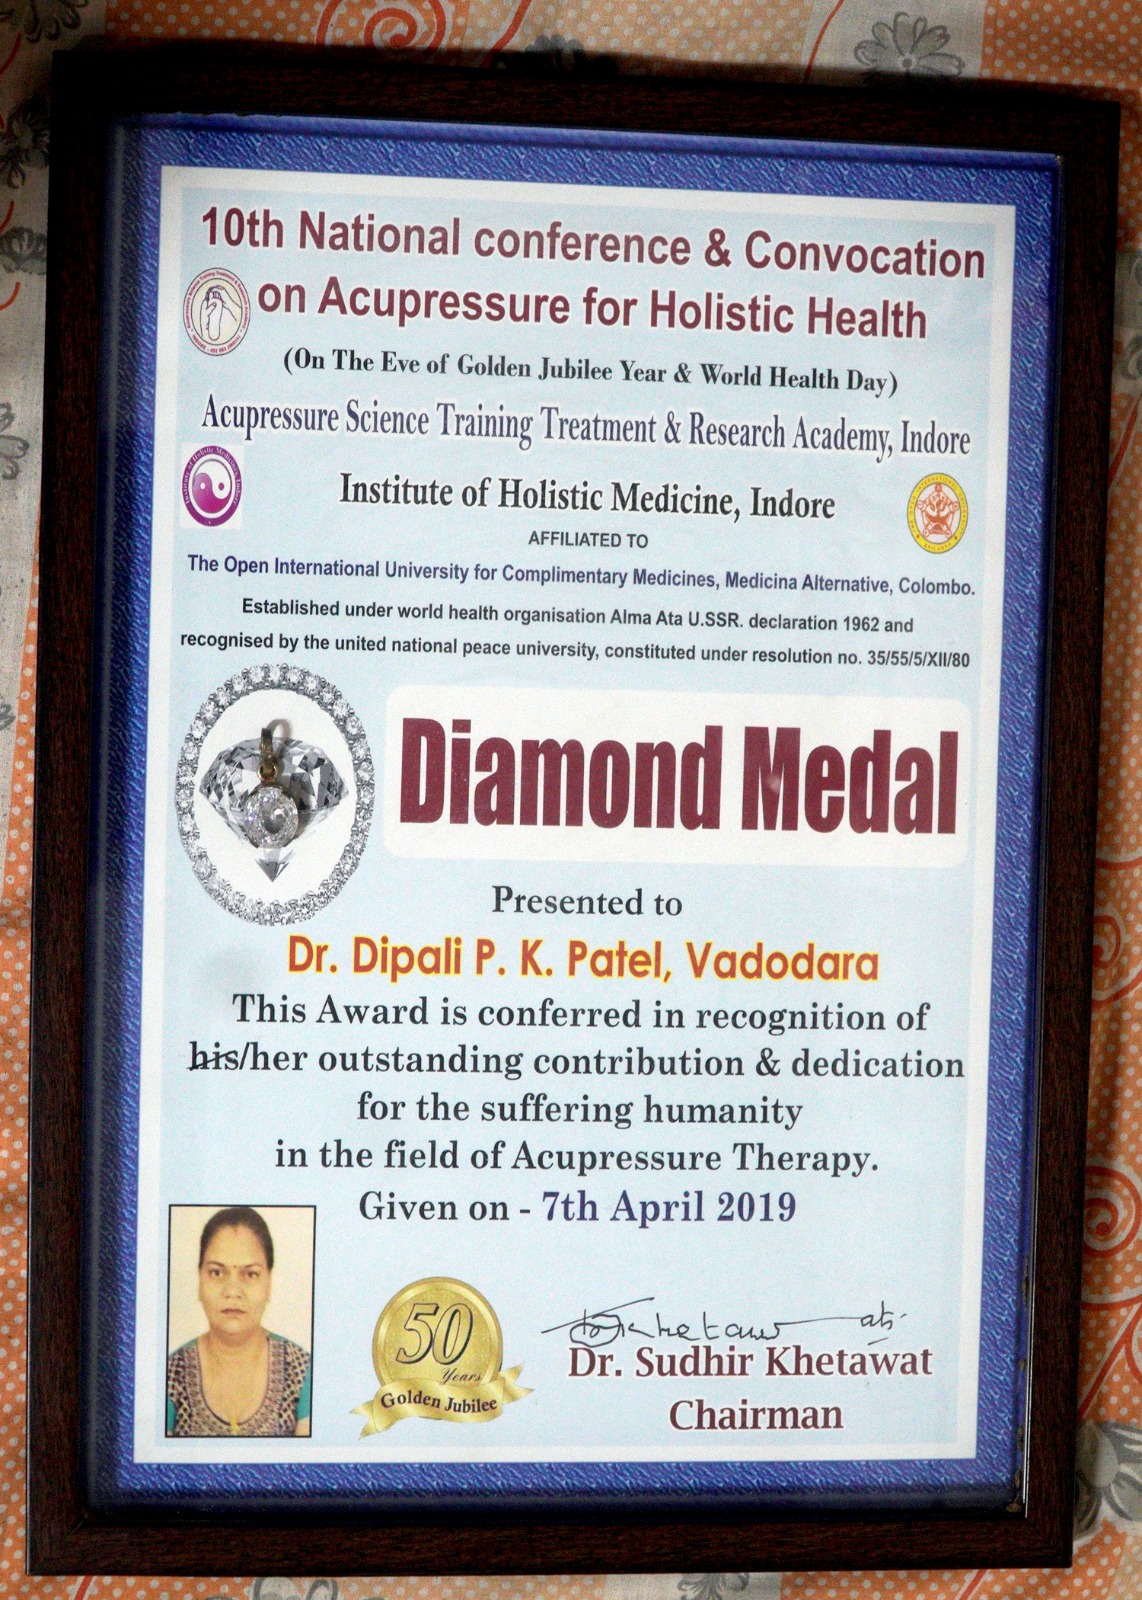 10th National conference & Convocation
on Acupressure for Holistic Health
(On The Eve of Golden Jubilee Year & World Health Day)
Acupressure Science Training Treatment & Research Academy, Indore
Institute of Holistic Medicine, Indore
AFFILIATED TO
The Open International University for Complimentary Medicines, Medicina Alternative, Colombo.
Established under world health organisation Alma Ata U.SSR. declaration 1962 and
recognised by the united national peace university, constituted under resolution no. 35/55/5/XII/80
Diamond Medal
Presented to
Dr. Dipali P. K. Patel, Vadodara
This Award is conferred in recognition of
his/her outstanding contribution & dedication
for the suffering humanity
in the field of Acupressure Therapy.
Given on - 7th April 2019
50
Years
Golden Jubilee
Dr. Sudhir Khetawat
Chairman